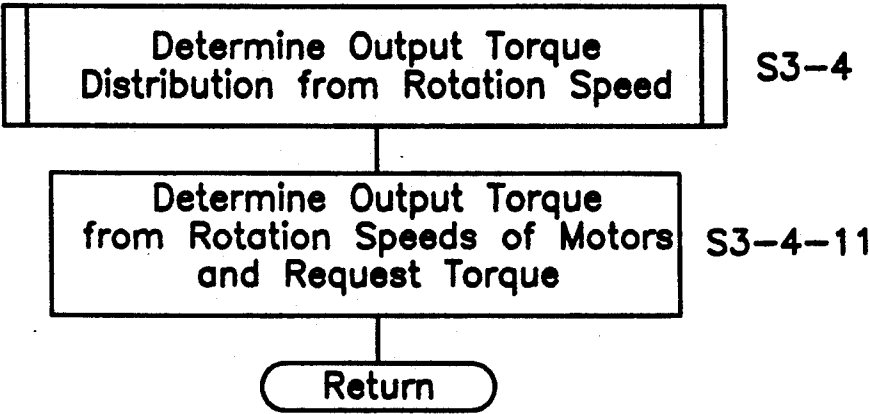 Determine Output Torque
Distribution from Rotation Speed
S3-4
Determine Output Torque
from Rotation Speeds of Motors
and Request Torque
S3-4-11
Return